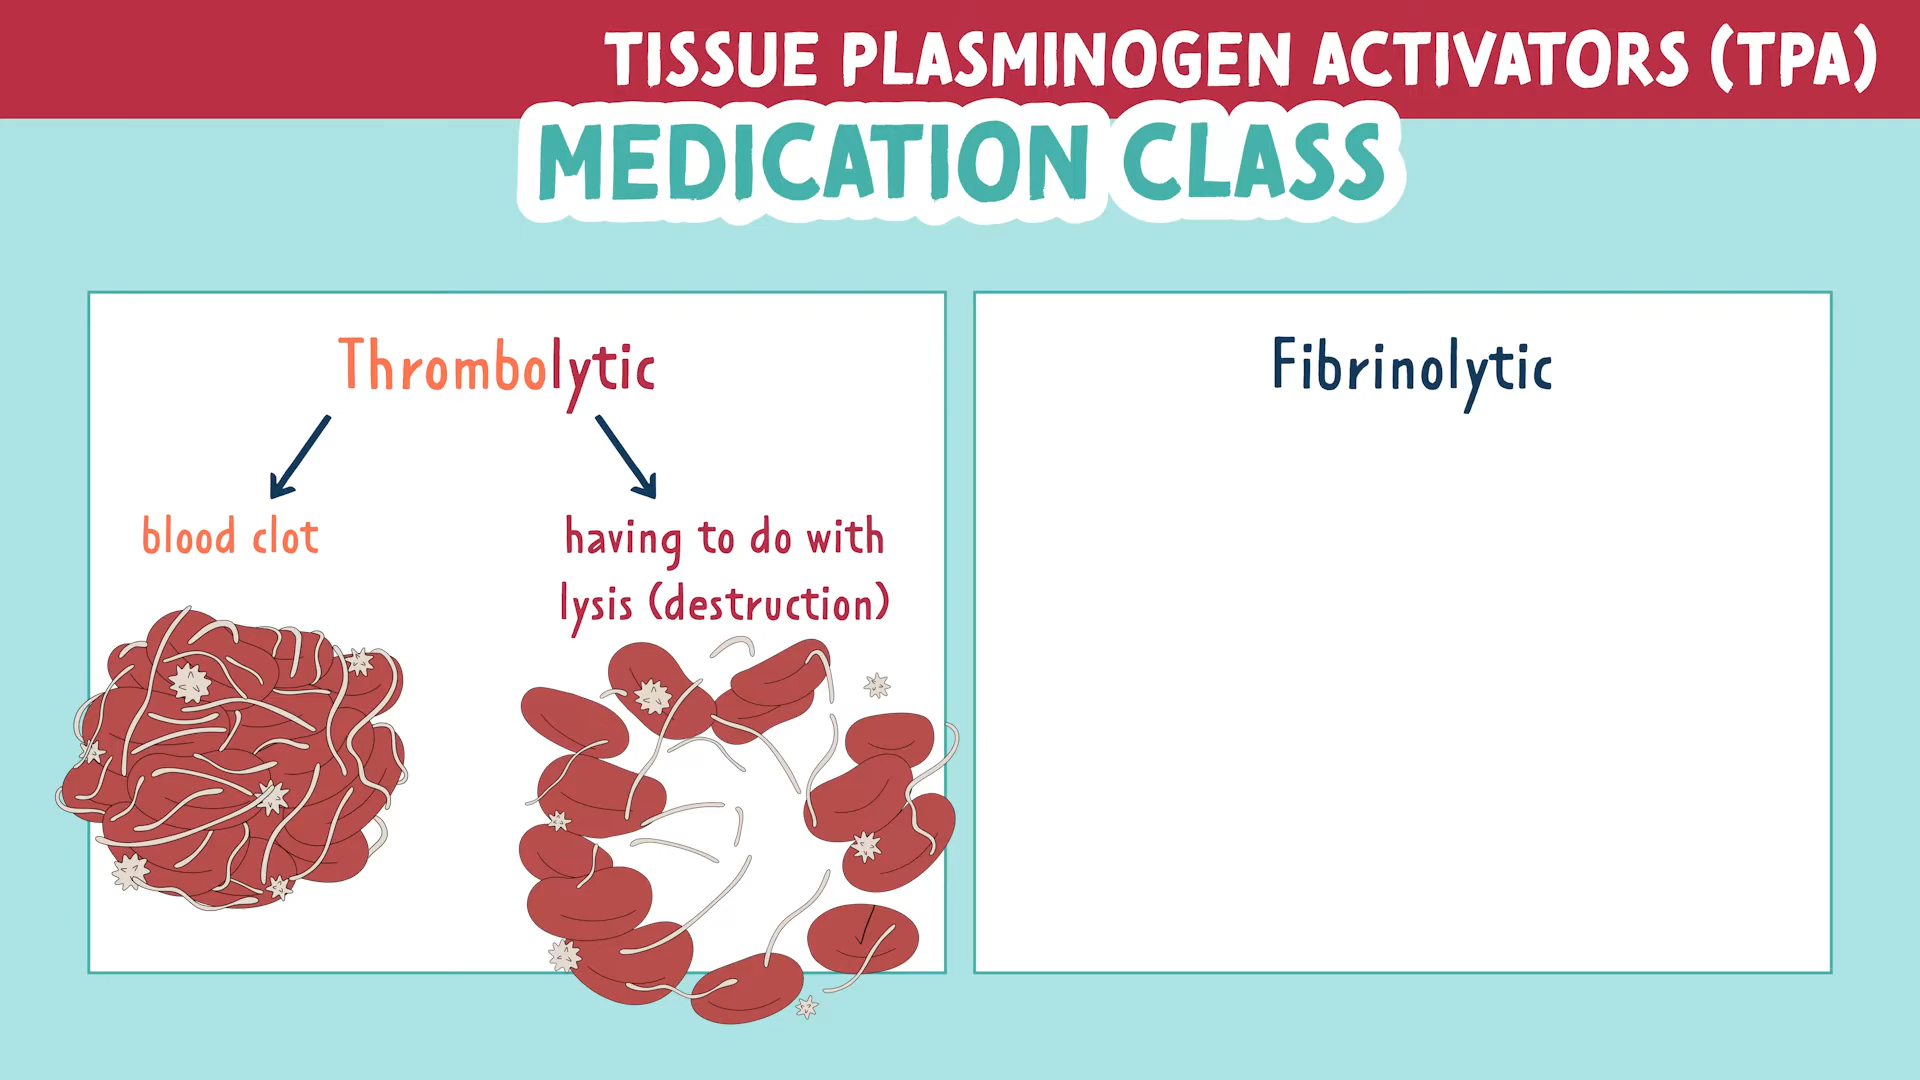 TISSUE PLASMINOGEN ACTIVATORS (TPA)
MEDICATION CLASS
Thrombolytic
blood clot
having to do with
lysis (destruction)
Fibrinolytic